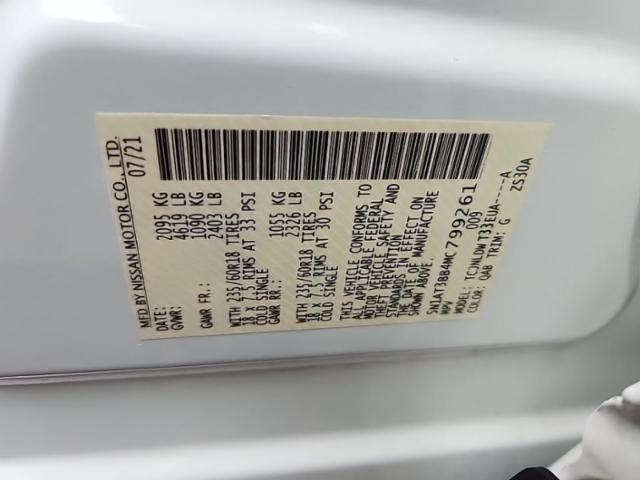 MFD BY NISSAN MOTOR CO., LTD.
DATE: 07/21
GVWR: 2095 KG
4619 LB
GAWR FR.: 1090 KG
2403 LB
WITH 235/60R18 TIRES
18 X 7.5 RIMS AT 33 PSI
COLD SINGLE
GAWR RR.: 1055 KG
2326 LB
WITH 235/60R18 TIRES
18 X 7.5 RIMS AT 30 PSI
COLD SINGLE
THIS VEHICLE CONFORMS TO
ALL APPLICABLE FEDERAL
MOTOR VEHICLE SAFETY AND
THEFT PREVENTION
STANDARDS IN EFFECT ON
THE DATE OF MANUFACTURE
SHOWN ABOVE.
5N1AT3BB4MC799261
MPV 009
MODEL: TCJNLDW T33EUA----A
COLOR: QAB TRIM: G ZS30A